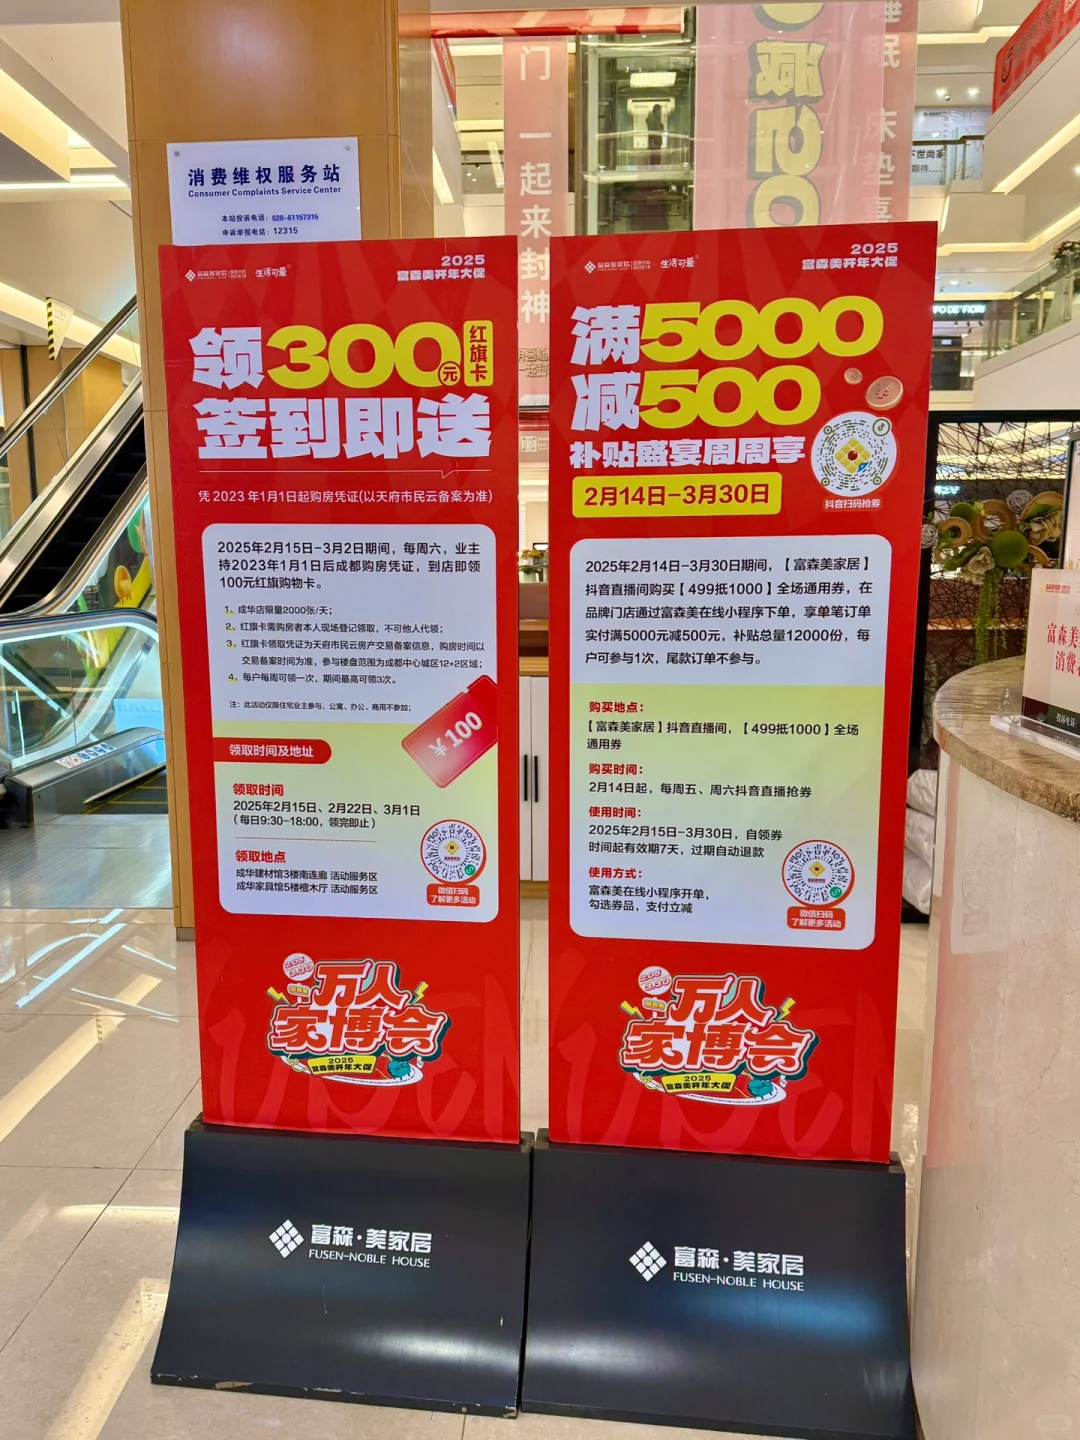 消费维权服务站
Consumer Complaints Service Center
本站投诉电话：028-61157315
申诉举报电话：12315
门一起来封神
减20
睡眠 床垫
生活可爱
2025
富森美开年大促
领300元红旗卡
签到即送
凭2023年1月1日起购房凭证(以天府市民云备案为准)
2025年2月15日-3月2日期间，每周六，业主
持2023年1月1日后成都购房凭证，到店即领
100元红旗购物卡。
1、成华店限量2000张/天；
2、红旗卡需购房者本人现场登记领取，不可他人代领；
3、红旗卡领取凭证为天府市民云房产交易备案信息，购房时间以
交易备案时间为准，参与楼盘范围为成都中心城区12+2区域；
4、每户每周可领一次，期间最高可领3次。
注：此活动仅限住宅业主参与，公寓、办公、商用不参加；
100
领取时间及地址
领取时间
2025年2月15日、2月22日、3月1日
（每日9:30-18:00，领完即止）
领取地点
成华建材馆3楼南连廊 活动服务区
成华家具馆5楼檀木厅 活动服务区
微信扫码
了解更多活动
万人
家博会
2025
富森美开年大促
富森·美家居
FUSEN-NOBLE HOUSE
生活可爱
2025
富森美开年大促
满5000
减500
补贴盛宴周周享
2月14日-3月30日
抖音扫码抢券
2025年2月14日-3月30日期间，【富森美家居】
抖音直播间购买【499抵1000】全场通用券，在
品牌门店通过富森美在线小程序下单，享单笔订单
实付满5000元减500元，补贴总量12000份，每
户可参与1次，尾款订单不参与。
购买地点：
【富森美家居】抖音直播间，【499抵1000】全场
通用券
购买时间：
2月14日起，每周五、周六抖音直播抢券
使用时间：
2025年2月15日-3月30日，自领券
时间起有效期7天，过期自动退款
使用方式：
富森美在线小程序开单，
勾选券品，支付立减
微信扫码
了解更多活动
万人
家博会
2025
富森美开年大促
富森·美家居
FUSEN-NOBLE HOUSE
富森美
消费